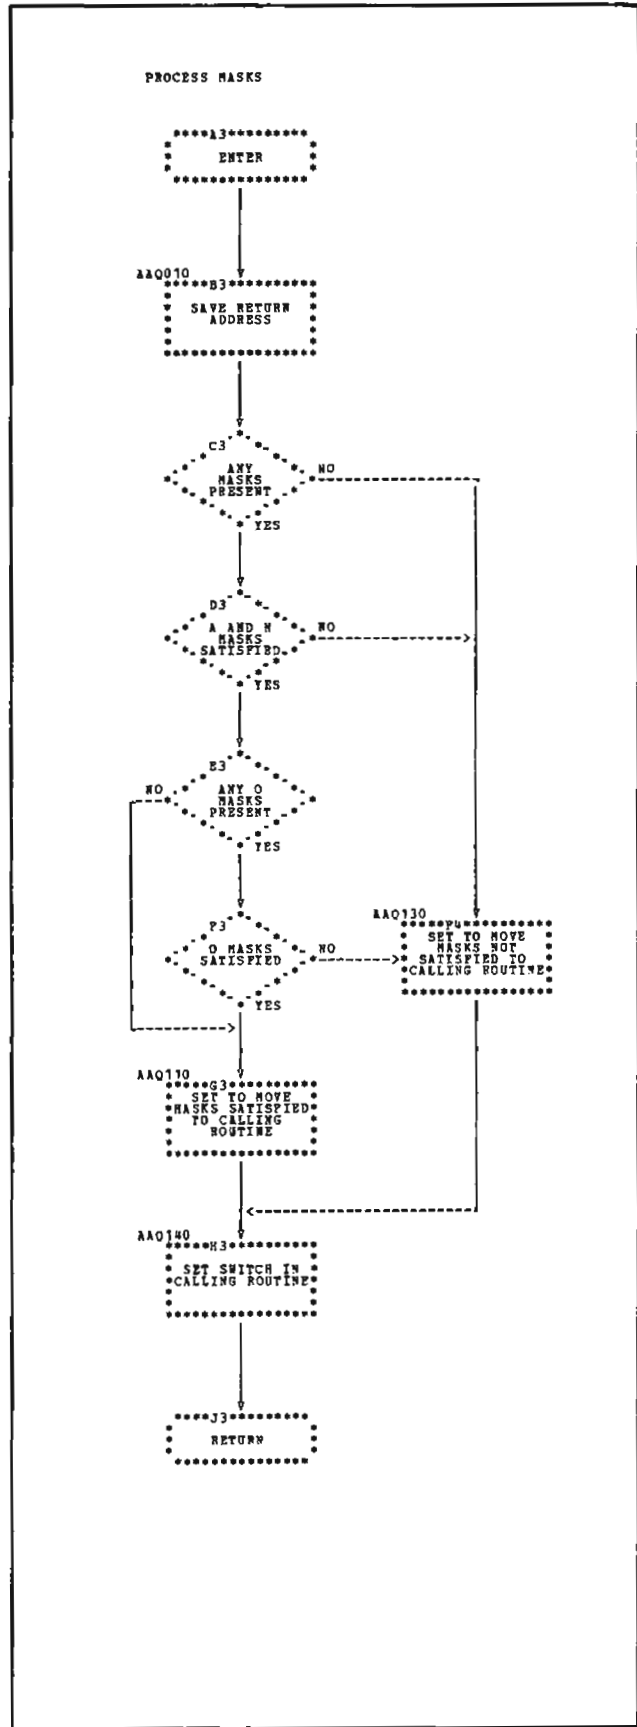 PROCESS MASKS
A3
ENTER
AAQ010
B3
SAVE RETURN
ADDRESS
C3
ANY
MASKS
PRESENT
NO
YES
D3
A AND N
MASKS
SATISFIED
NO
YES
E3
ANY O
MASKS
PRESENT
NO
YES
F3
O MASKS
SATISFIED
NO
YES
AAQ130
F4
SET TO MOVE
MASKS NOT
SATISFIED TO
CALLING ROUTINE
AAQ110
G3
SET TO MOVE
MASKS SATISFIED
TO CALLING
ROUTINE
AAQ140
H3
SET SWITCH IN
CALLING ROUTINE
J3
RETURN